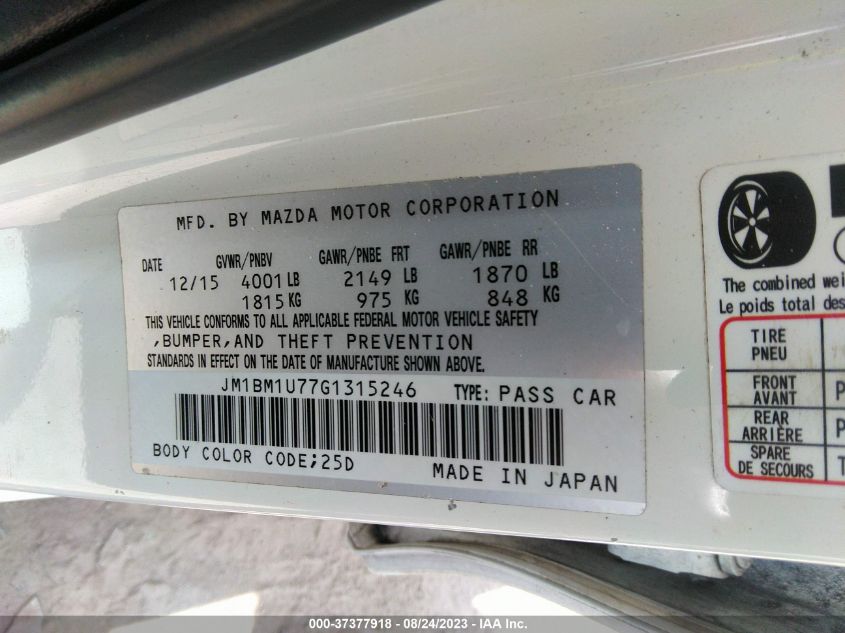 MFD. BY MAZDA MOTOR CORPORATION
DATE GVWR/PNBV GAWR/PNBE FRT GAWR/PNBE RR
12/15 4001 LB 2149 LB 1870 LB
1815 KG 975 KG 848 KG
THIS VEHICLE CONFORMS TO ALL APPLICABLE FEDERAL MOTOR VEHICLE SAFETY
,BUMPER,AND THEFT PREVENTION
STANDARDS IN EFFECT ON THE DATE OF MANUFACTURE SHOWN ABOVE.
JM1BM1U77G1315246 TYPE: PASS CAR
BODY COLOR CODE;25D MADE IN JAPAN
The combined
Le poids total
TIRE
PNEU
FRONT
AVANT
REAR
ARRIÈRE
SPARE
DE SECOURS
000-37377918 - 08/24/2023 - IAA Inc.